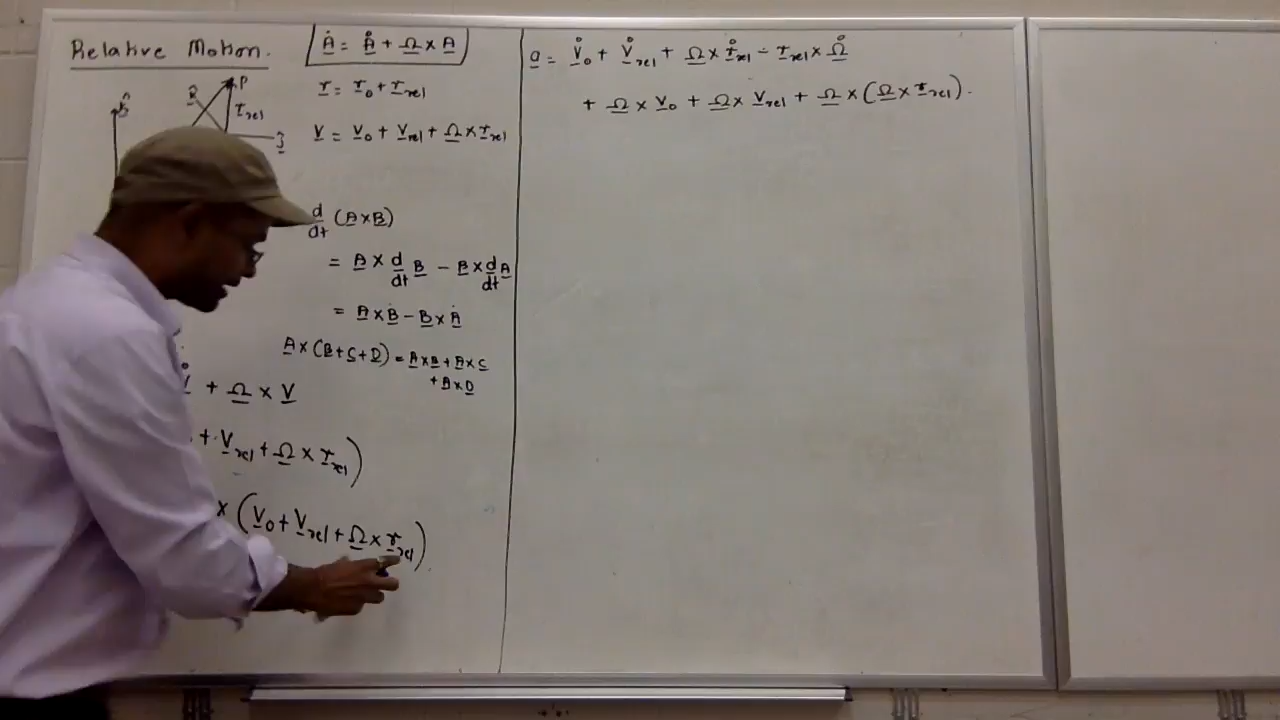 Relative Motion.
Ȧ = Å + Ω × A
P
r_rel
k̂
r = r₀ + r_rel
V = V₀ + V_rel + Ω × r_rel
d/dt (A × B)
= A × d/dt B − B × d/dt A
= A × Ḃ − B × Ȧ
A × (B + C + D) = A × B + A × C
+ A × D
+ Ω × V
+ V_rel + Ω × r_rel)
× (V₀ + V_rel + Ω × r_rel)
a = V̊₀ + V̊_rel + Ω × r̊_rel − r_rel × Ω̊
+ Ω × V₀ + Ω × V_rel + Ω × (Ω × r_rel).